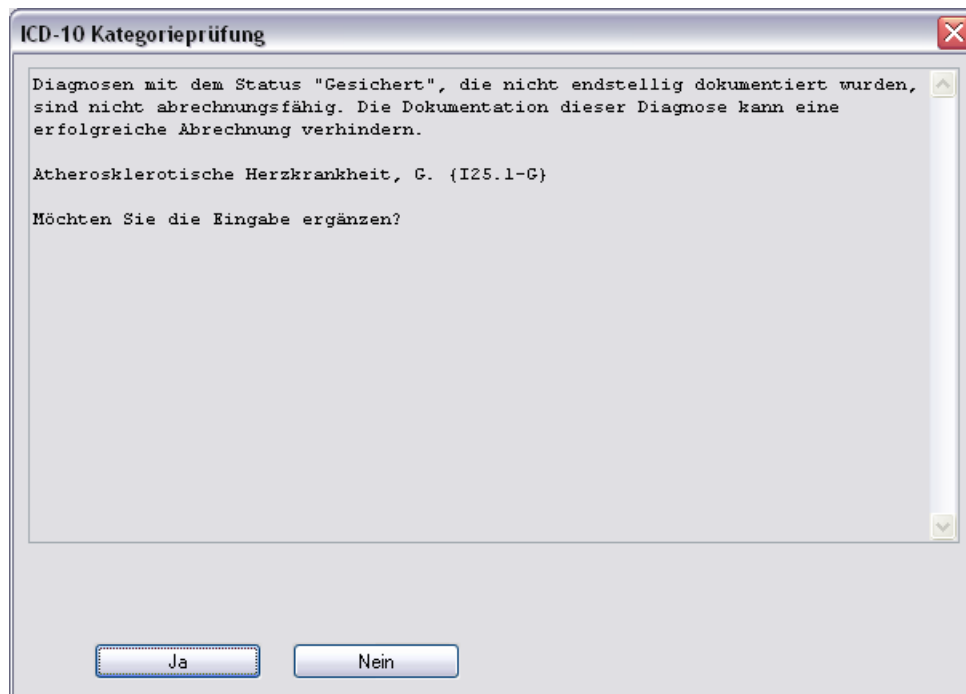 ICD-10 Kategorieprüfung
Diagnosen mit dem Status "Gesichert", die nicht endstellig dokumentiert wurden,
sind nicht abrechnungsfähig. Die Dokumentation dieser Diagnose kann eine
erfolgreiche Abrechnung verhindern.
Atherosklerotische Herzkrankheit, G. {I25.1-G}
Möchten Sie die Eingabe ergänzen?
Ja
Nein